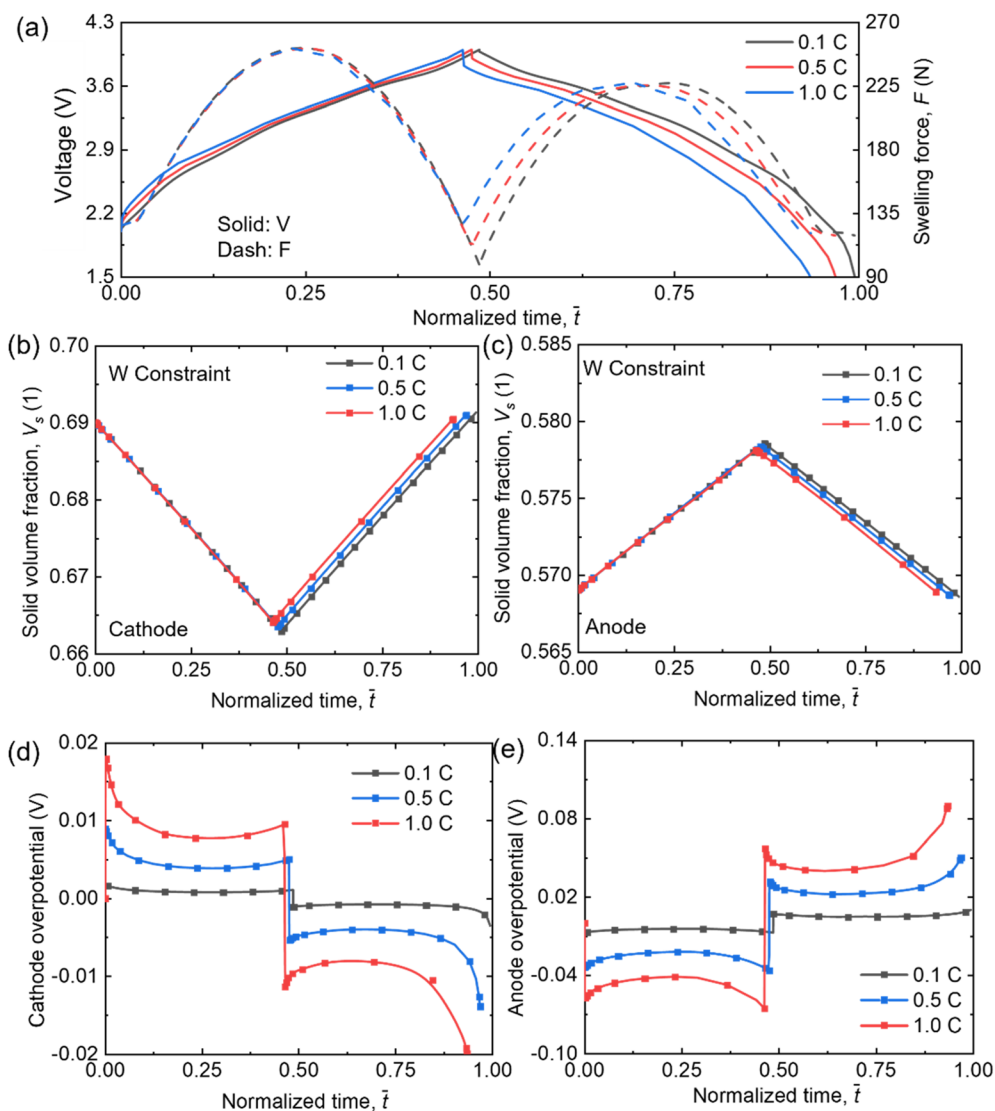 (a)
4.3
3.6
2.9
2.2
1.5
Voltage (V)
270
225
180
135
90
Swelling force, F (N)
0.1 C
0.5 C
1.0 C
Solid: V
Dash: F
0.00 0.25 0.50 0.75 1.00
Normalized time, t̄
(b)
0.70
0.69
0.68
0.67
0.66
Solid volume fraction, Vₛ (1)
W Constraint
0.1 C
0.5 C
1.0 C
Cathode
0.00 0.25 0.50 0.75 1.00
Normalized time, t̄
(c)
0.585
0.580
0.575
0.570
0.565
Solid volume fraction, Vₛ (1)
W Constraint
0.1 C
0.5 C
1.0 C
Anode
0.00 0.25 0.50 0.75 1.00
Normalized time, t̄
(d)
0.02
0.01
0.00
-0.01
-0.02
Cathode overpotential (V)
0.1 C
0.5 C
1.0 C
0.00 0.25 0.50 0.75 1.00
Normalized time, t̄
(e)
0.14
0.08
0.02
-0.04
-0.10
Anode overpotential (V)
0.1 C
0.5 C
1.0 C
0.00 0.25 0.50 0.75 1.00
Normalized time, t̄